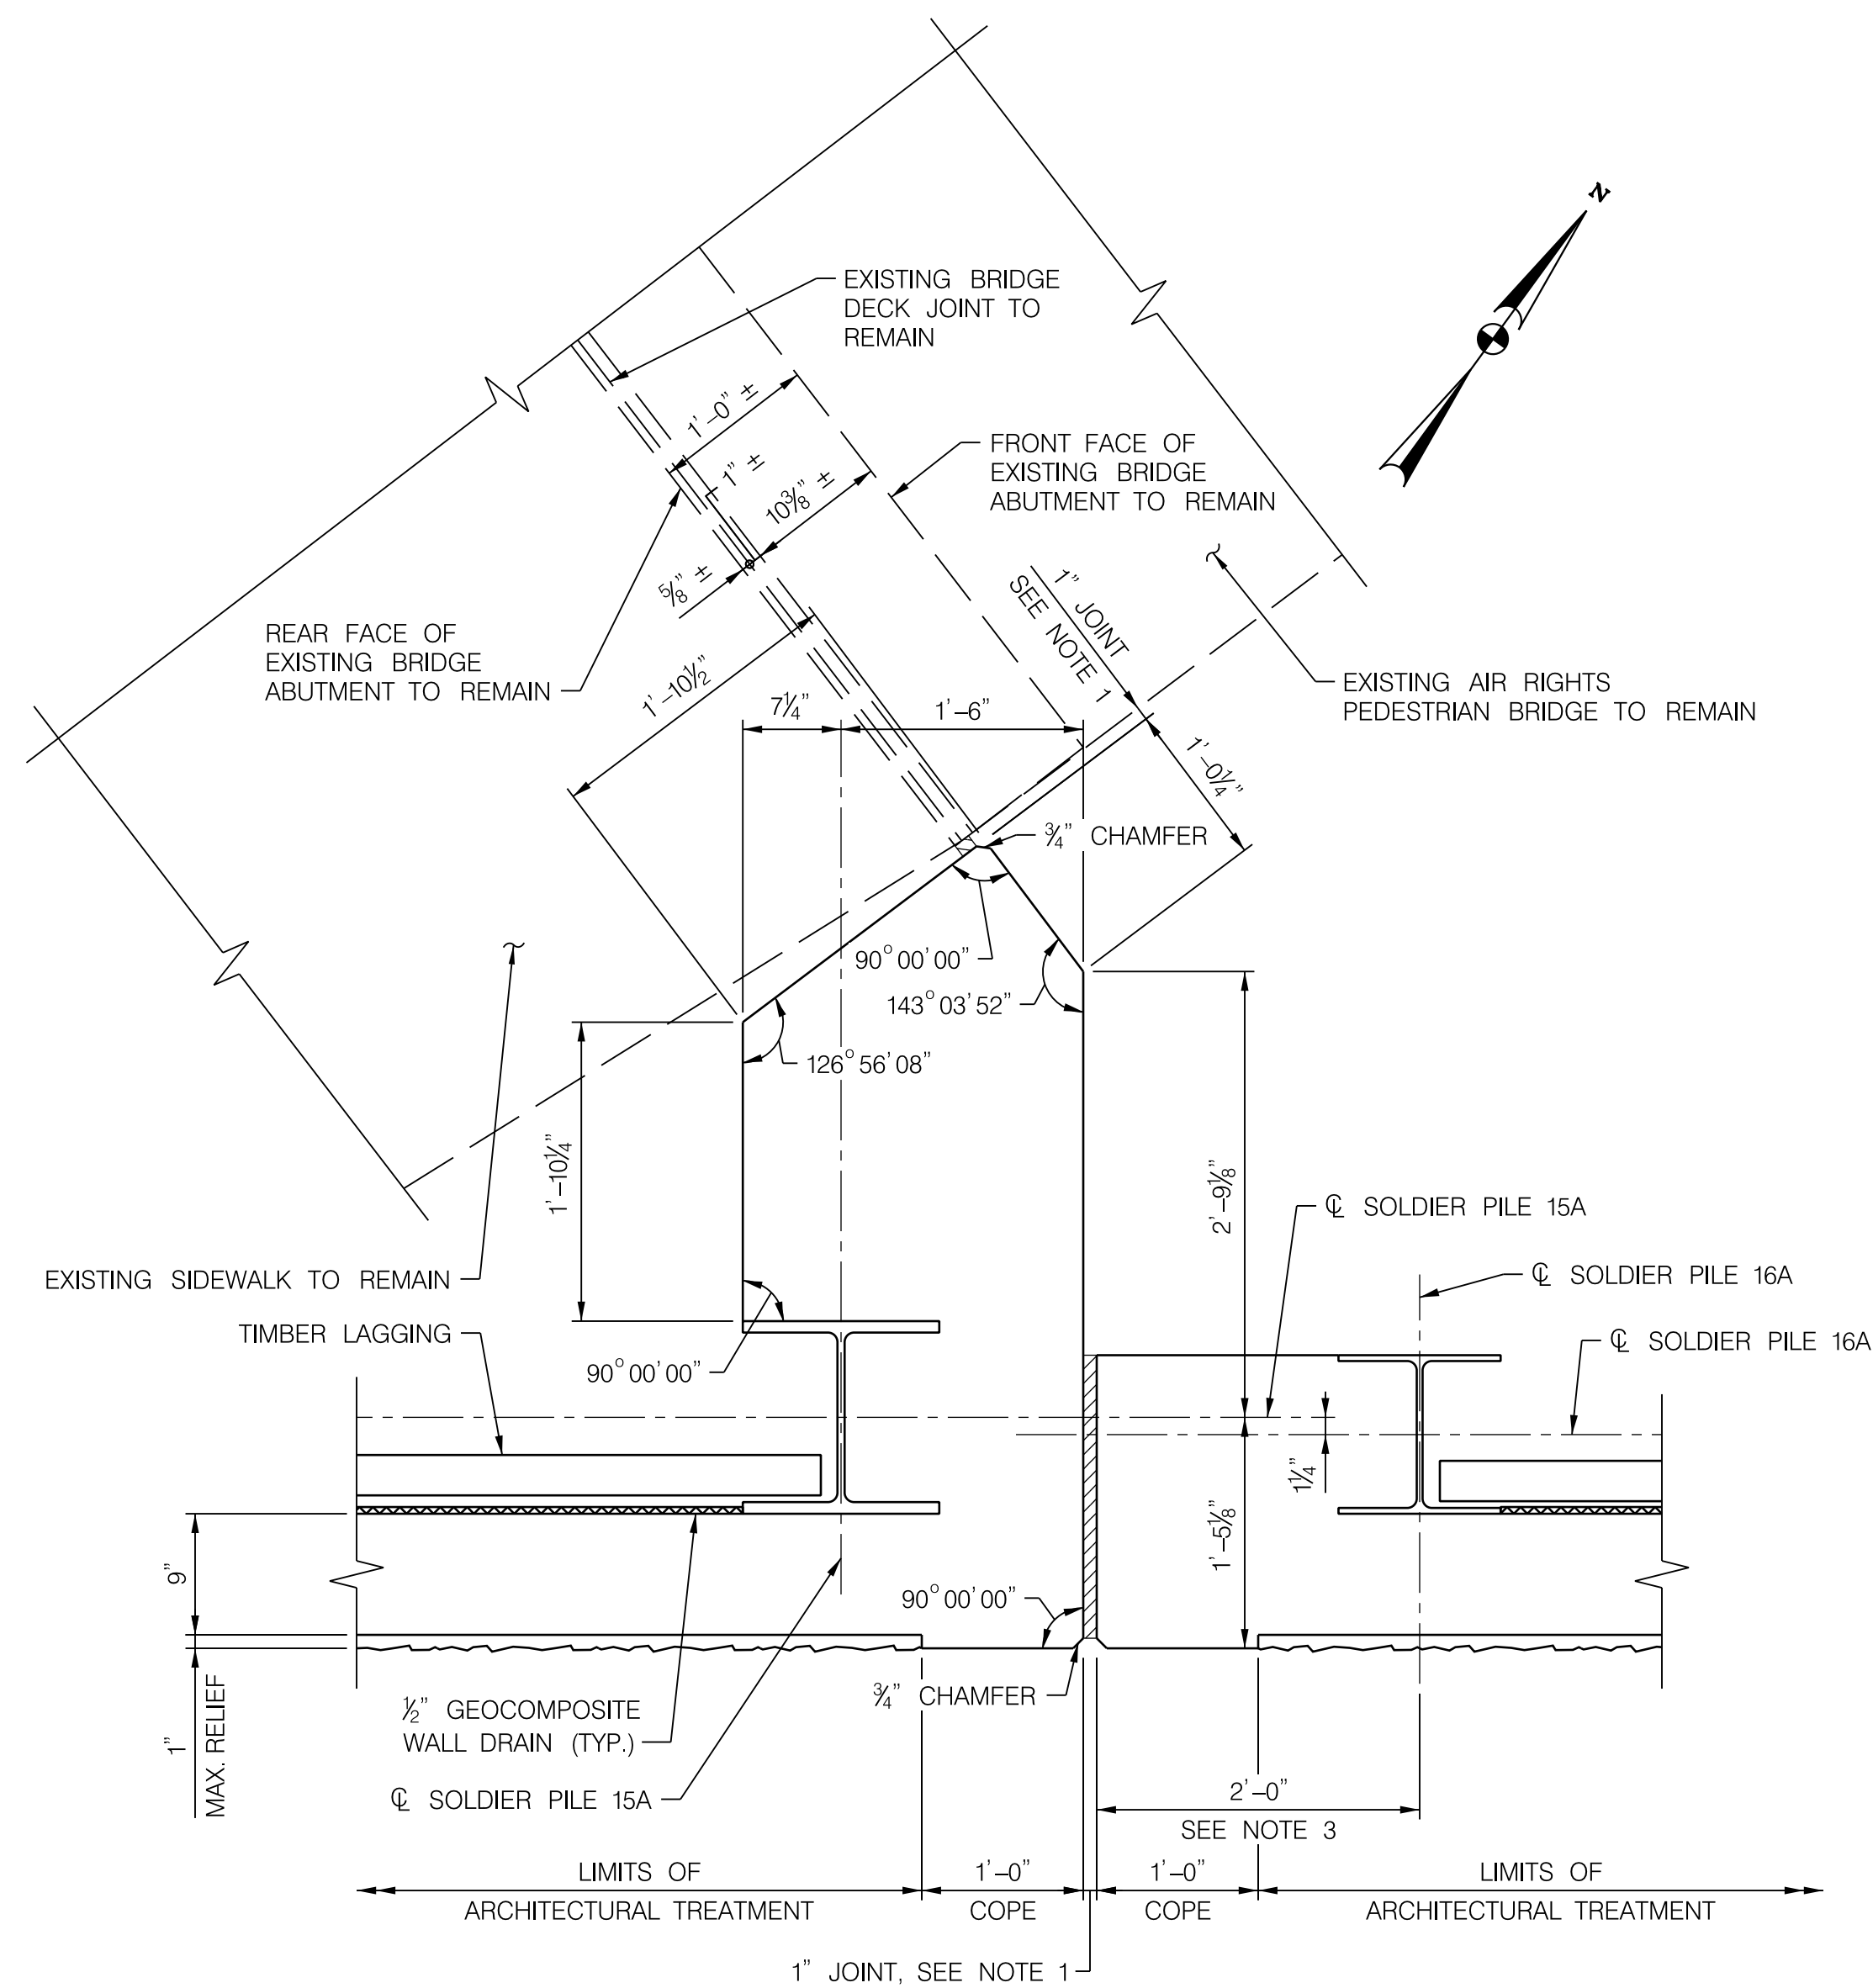 N
EXISTING BRIDGE
DECK JOINT TO
REMAIN
1'-0" ±
1" ±
10⅜" ±
FRONT FACE OF
EXISTING BRIDGE
ABUTMENT TO REMAIN
⅝" ±
1" JOINT
SEE NOTE 1
REAR FACE OF
EXISTING BRIDGE
ABUTMENT TO REMAIN
1'-10½"
7¼"
1'-6"
EXISTING AIR RIGHTS
PEDESTRIAN BRIDGE TO REMAIN
1'-0¼"
¾" CHAMFER
90°00'00"
143°03'52"
126°56'08"
1'-10¼"
2'-9⅛"
℄ SOLDIER PILE 15A
EXISTING SIDEWALK TO REMAIN
℄ SOLDIER PILE 16A
TIMBER LAGGING
℄ SOLDIER PILE 16A
90°00'00"
1¼"
1'-5⅛"
9"
90°00'00"
1"
MAX. RELIEF
½" GEOCOMPOSITE
WALL DRAIN (TYP.)
¾" CHAMFER
℄ SOLDIER PILE 15A
2'-0"
SEE NOTE 3
LIMITS OF
ARCHITECTURAL TREATMENT
1'-0"
COPE
1'-0"
COPE
LIMITS OF
ARCHITECTURAL TREATMENT
1" JOINT, SEE NOTE 1